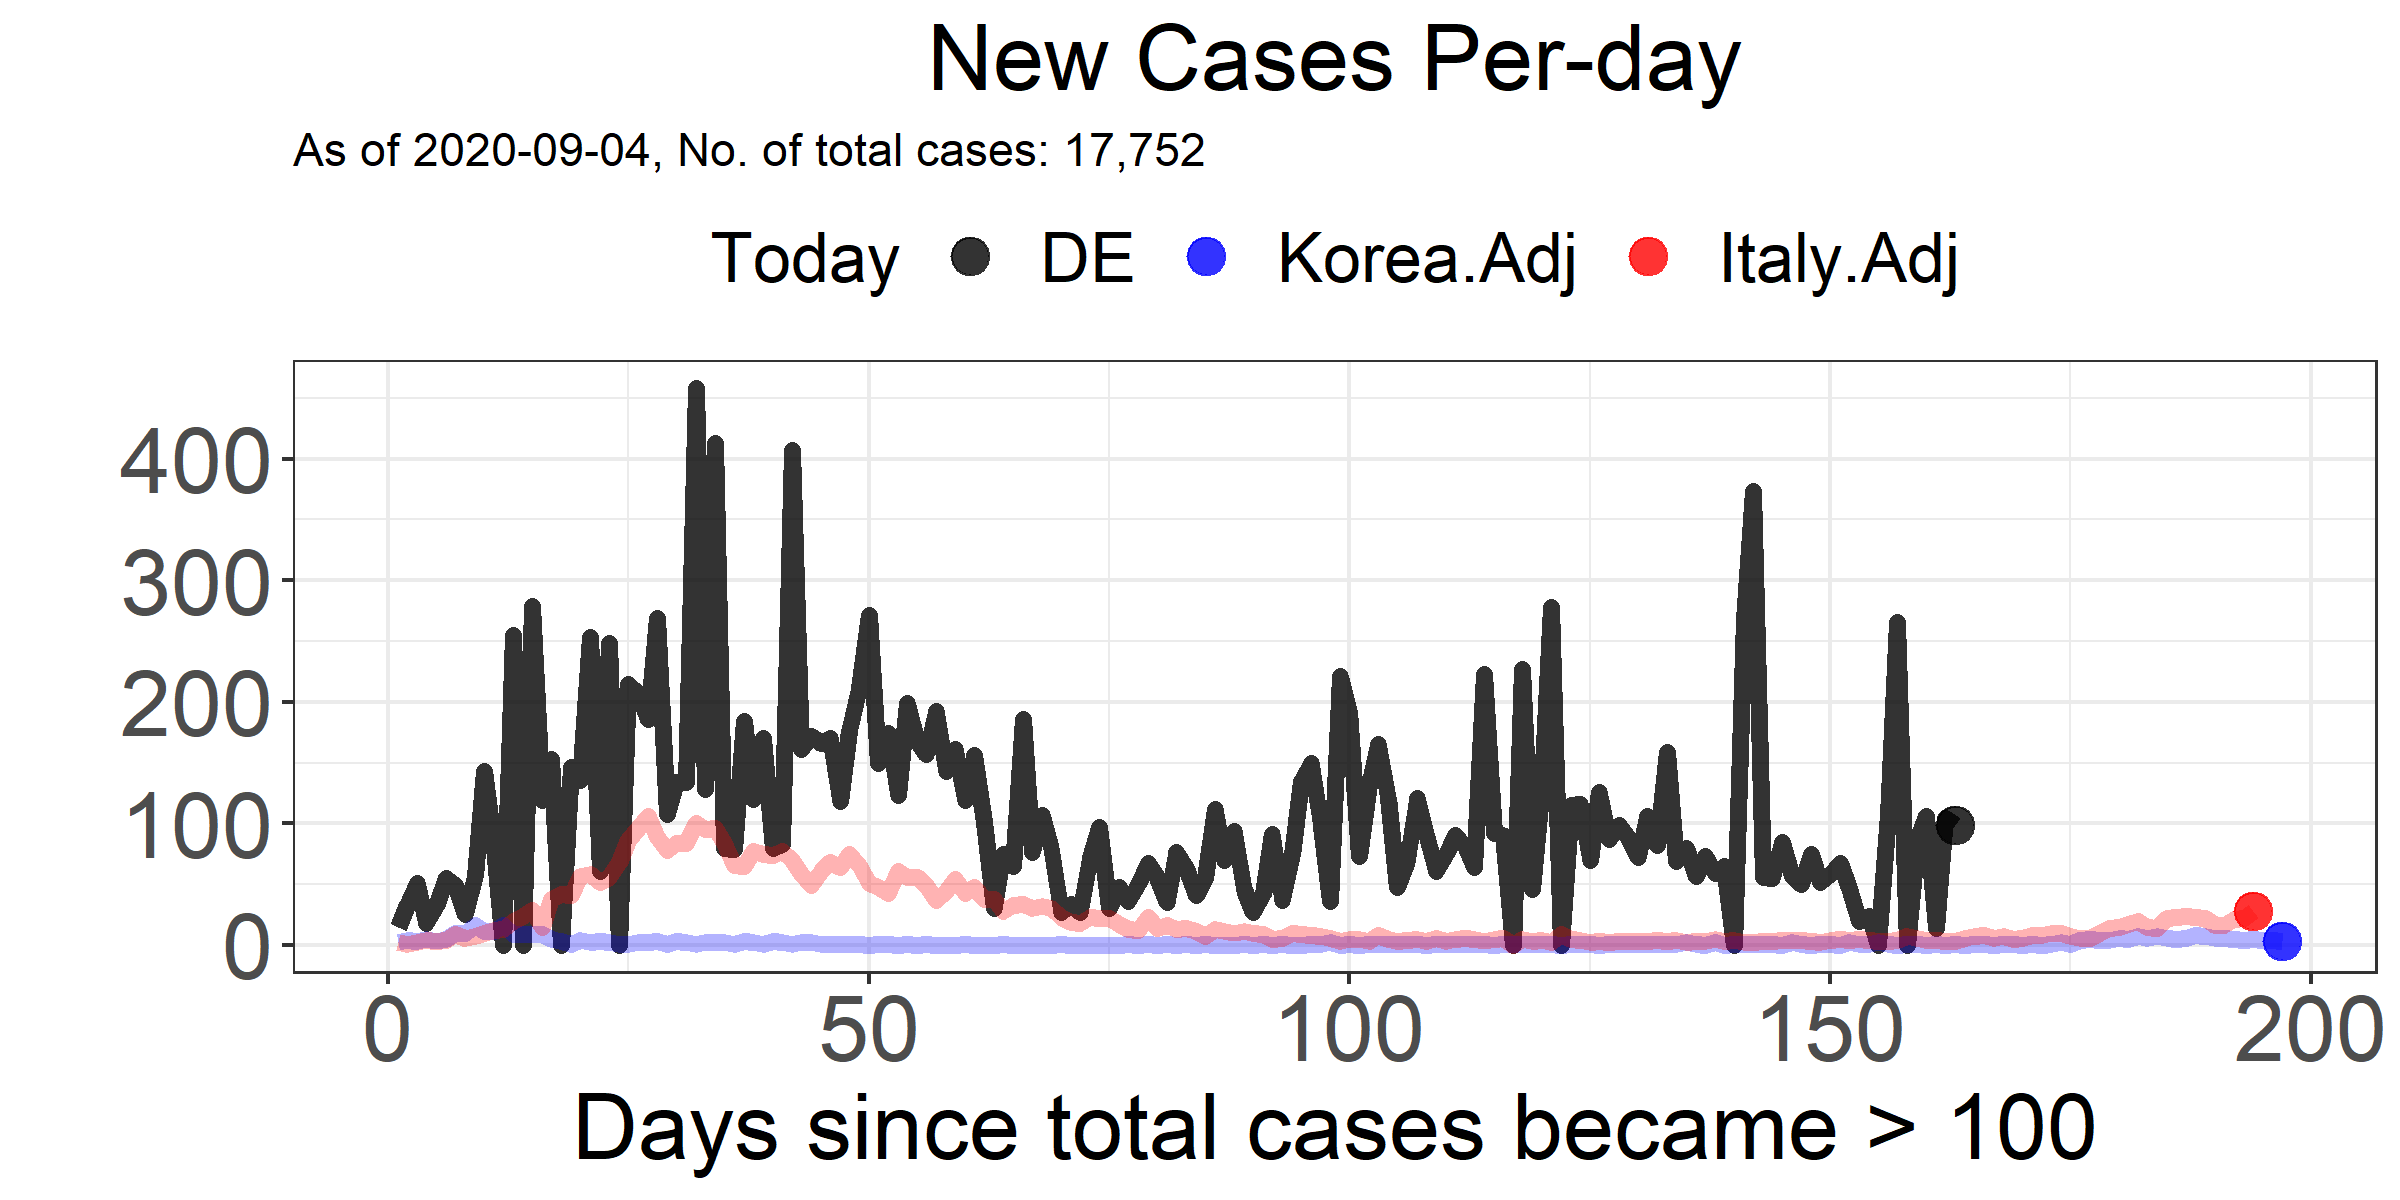 New Cases Per-day
As of 2020-09-04, No. of total cases: 17,752
Today DE Korea.Adj Italy.Adj
400
300
200
100
0
0 50 100 150 200
Days since total cases became > 100